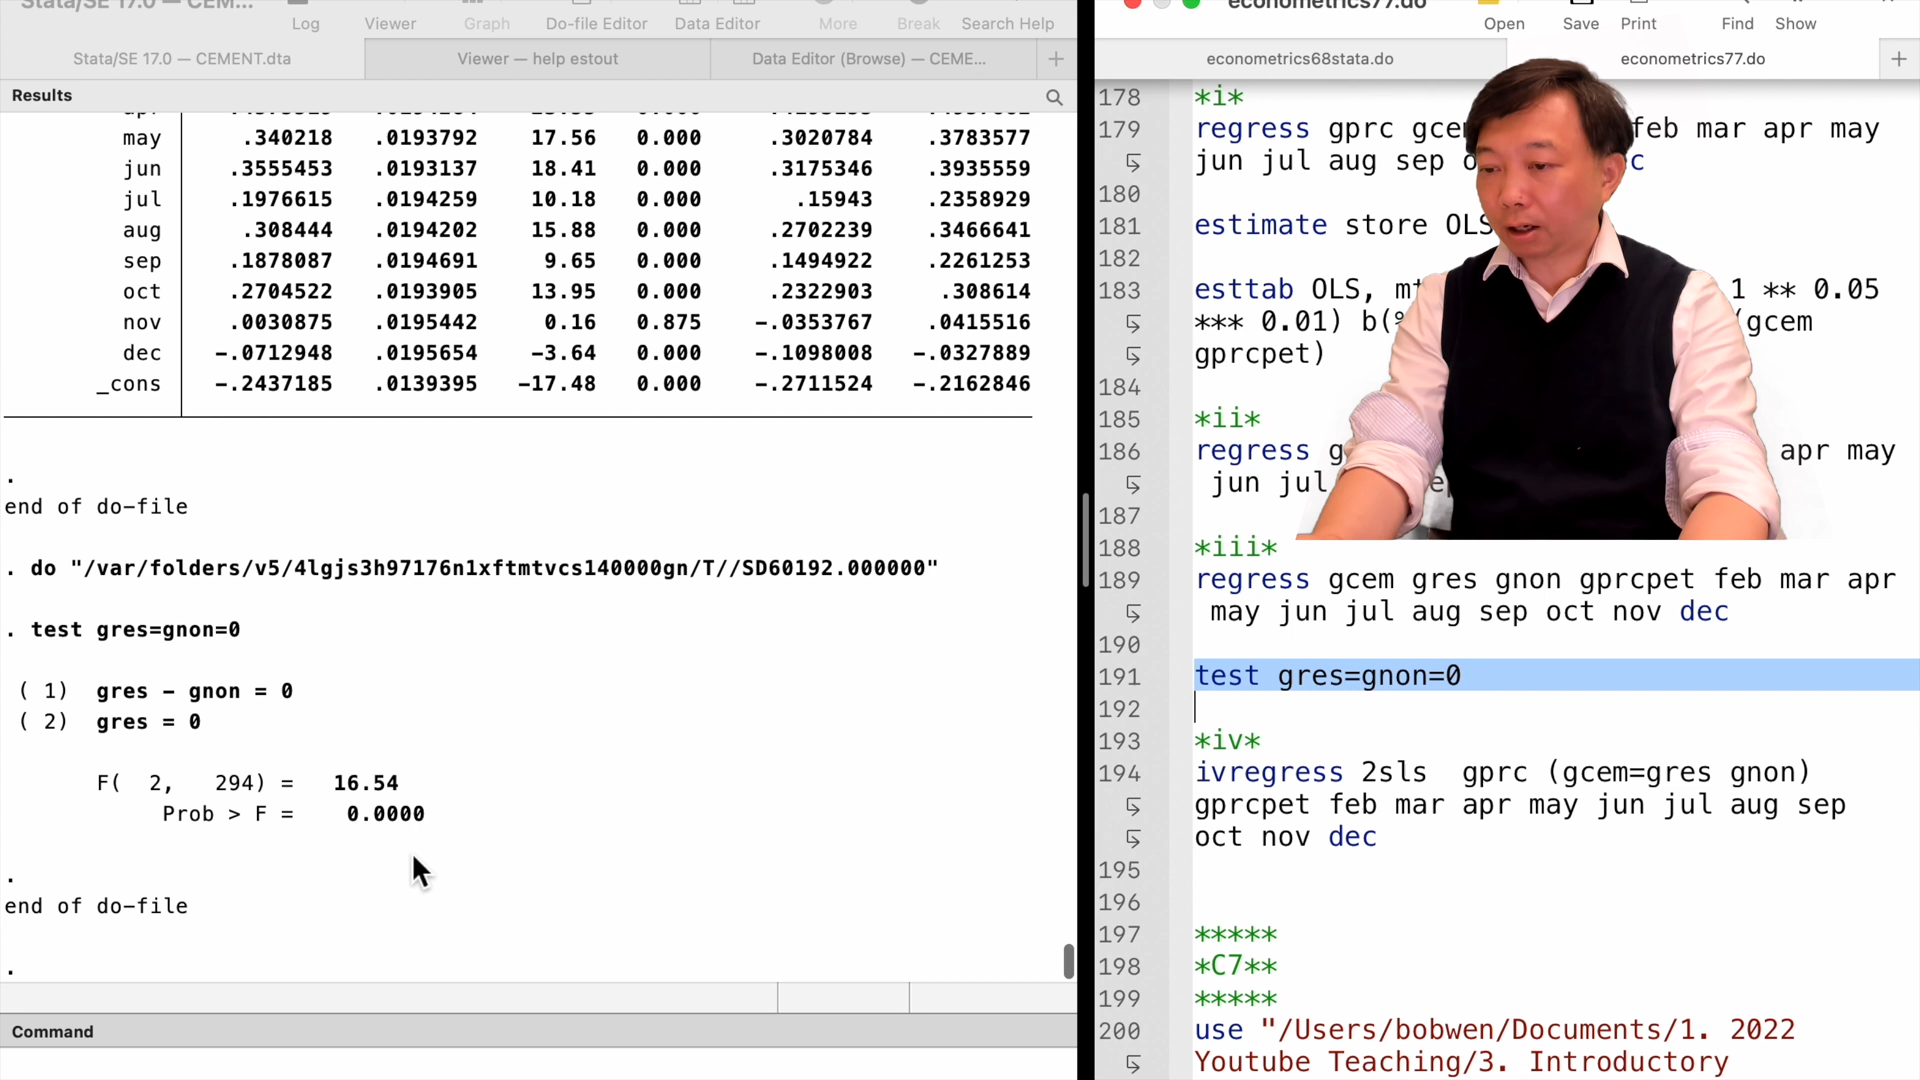 Stata/SE 17.0 — CEM...
Log Viewer Graph Do-file Editor Data Editor More Break Search Help
Stata/SE 17.0 — CEMENT.dta Viewer — help estout Data Editor (Browse) — CEME... +
Results
may .340218 .0193792 17.56 0.000 .3020784 .3783577
jun .3555453 .0193137 18.41 0.000 .3175346 .3935559
jul .1976615 .0194259 10.18 0.000 .15943 .2358929
aug .308444 .0194202 15.88 0.000 .2702239 .3466641
sep .1878087 .0194691 9.65 0.000 .1494922 .2261253
oct .2704522 .0193905 13.95 0.000 .2322903 .308614
nov .0030875 .0195442 0.16 0.875 -.0353767 .0415516
dec -.0712948 .0195654 -3.64 0.000 -.1098008 -.0327889
_cons -.2437185 .0139395 -17.48 0.000 -.2711524 -.2162846
.
end of do-file
. do "/var/folders/v5/4lgjs3h97176n1xftmtvcs140000gn/T//SD60192.000000"
. test gres=gnon=0
( 1) gres - gnon = 0
( 2) gres = 0
F( 2, 294) = 16.54
Prob > F = 0.0000
.
end of do-file
.
Command
econometrics77.do
Open Save Print Find Show
econometrics68stata.do econometrics77.do +
178 *i*
179 regress gprc feb mar apr may
jun jul aug sep
180
181 estimate store OLS
182
183 esttab OLS, 1 ** 0.05
*** 0.01) (gcem
gprcpet)
184
185 *ii*
186 regress apr may
jun jul
187
188 *iii*
189 regress gcem gres gnon gprcpet feb mar apr
may jun jul aug sep oct nov dec
190
191 test gres=gnon=0
192
193 *iv*
194 ivregress 2sls gprc (gcem=gres gnon)
gprcpet feb mar apr may jun jul aug sep
oct nov dec
195
196
197 *****
198 *C7**
199 *****
200 use "/Users/bobwen/Documents/1. 2022
Youtube Teaching/3. Introductory